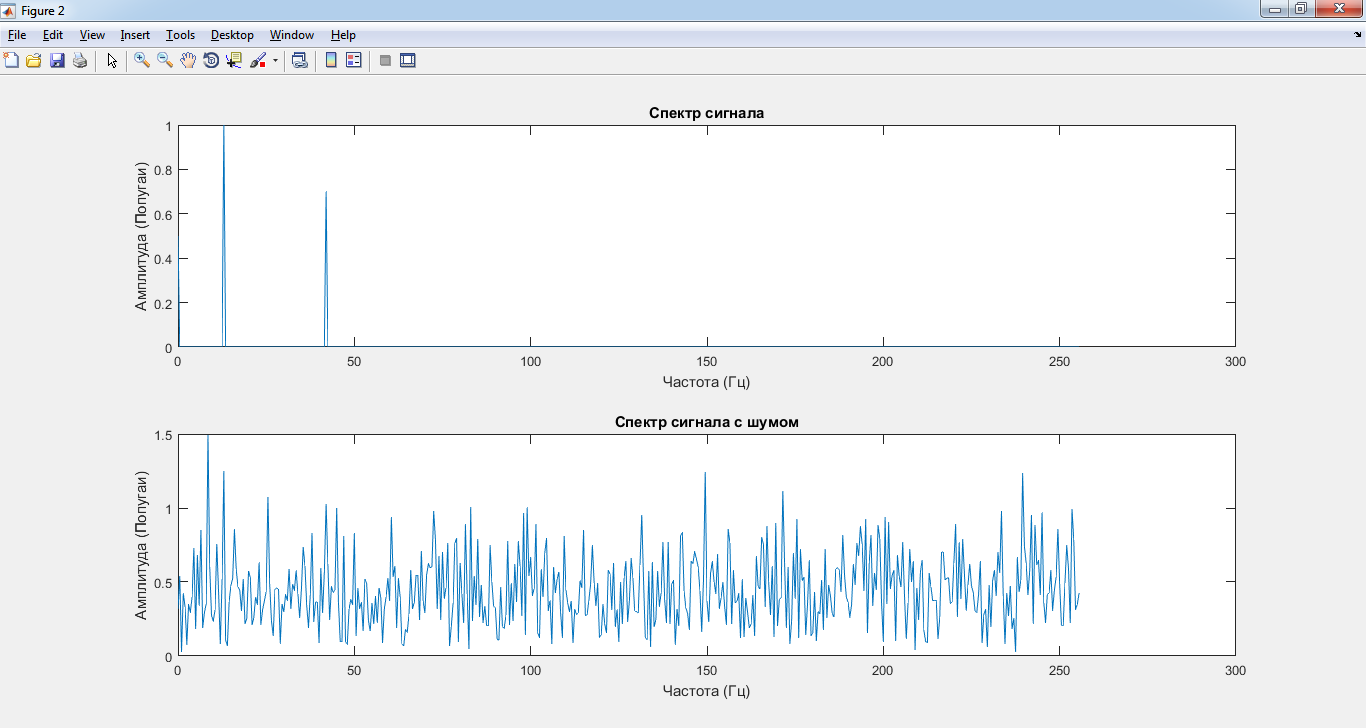 Figure 2
File Edit View Insert Tools Desktop Window Help
Спектр сигнала
Амплитуда (Попугаи)
1
0.8
0.6
0.4
0.2
0
0 50 100 150 200 250 300
Частота (Гц)
Спектр сигнала с шумом
Амплитуда (Попугаи)
1.5
1
0.5
0
0 50 100 150 200 250 300
Частота (Гц)